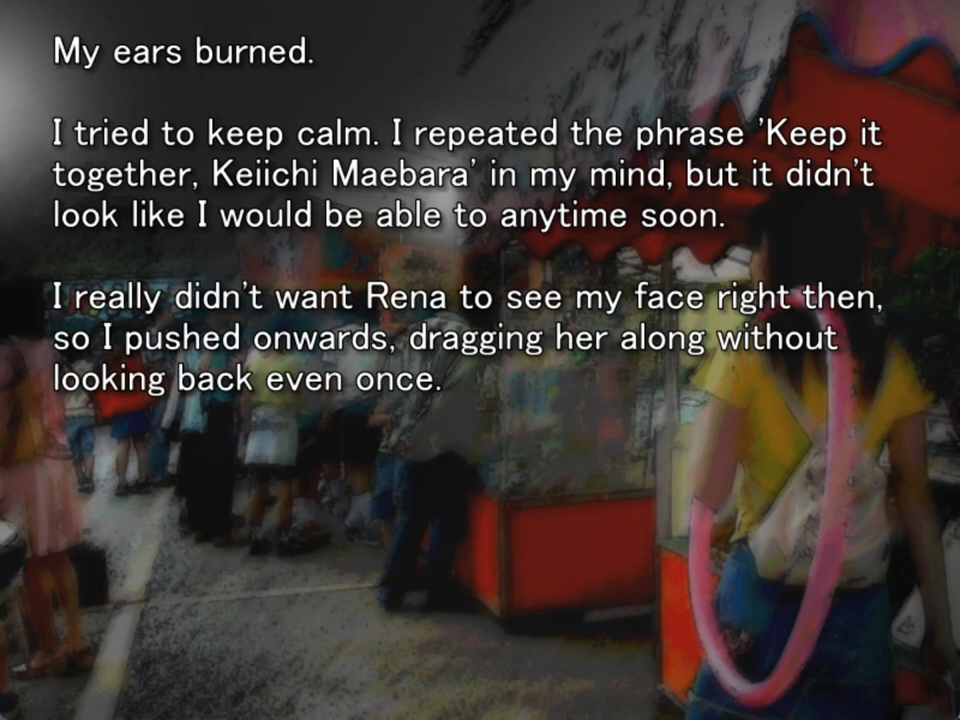 My ears burned.
I tried to keep calm. I repeated the phrase 'Keep it
together, Keiichi Maebara' in my mind, but it didn't
look like I would be able to anytime soon.
I really didn't want Rena to see my face right then,
so I pushed onwards, dragging her along without
looking back even once.